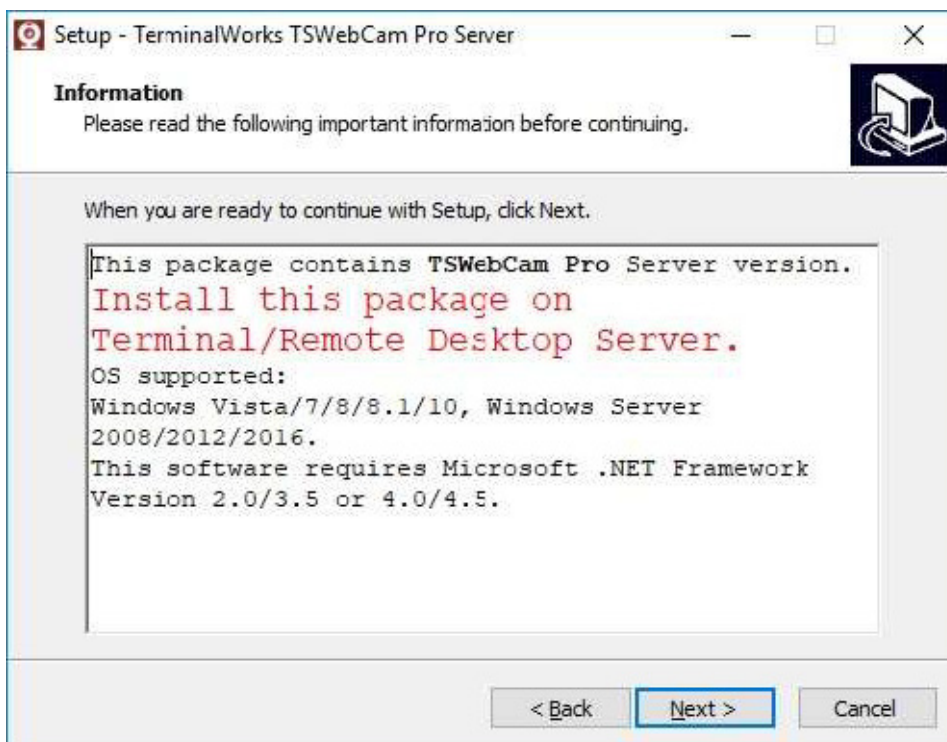 Setup - TerminalWorks TSWebCam Pro Server
Information
Please read the following important information before continuing.
When you are ready to continue with Setup, click Next.
This package contains TSWebCam Pro Server version.
Install this package on
Terminal/Remote Desktop Server.
OS supported:
Windows Vista/7/8/8.1/10, Windows Server
2008/2012/2016.
This software requires Microsoft .NET Framework
Version 2.0/3.5 or 4.0/4.5.
< Back Next > Cancel